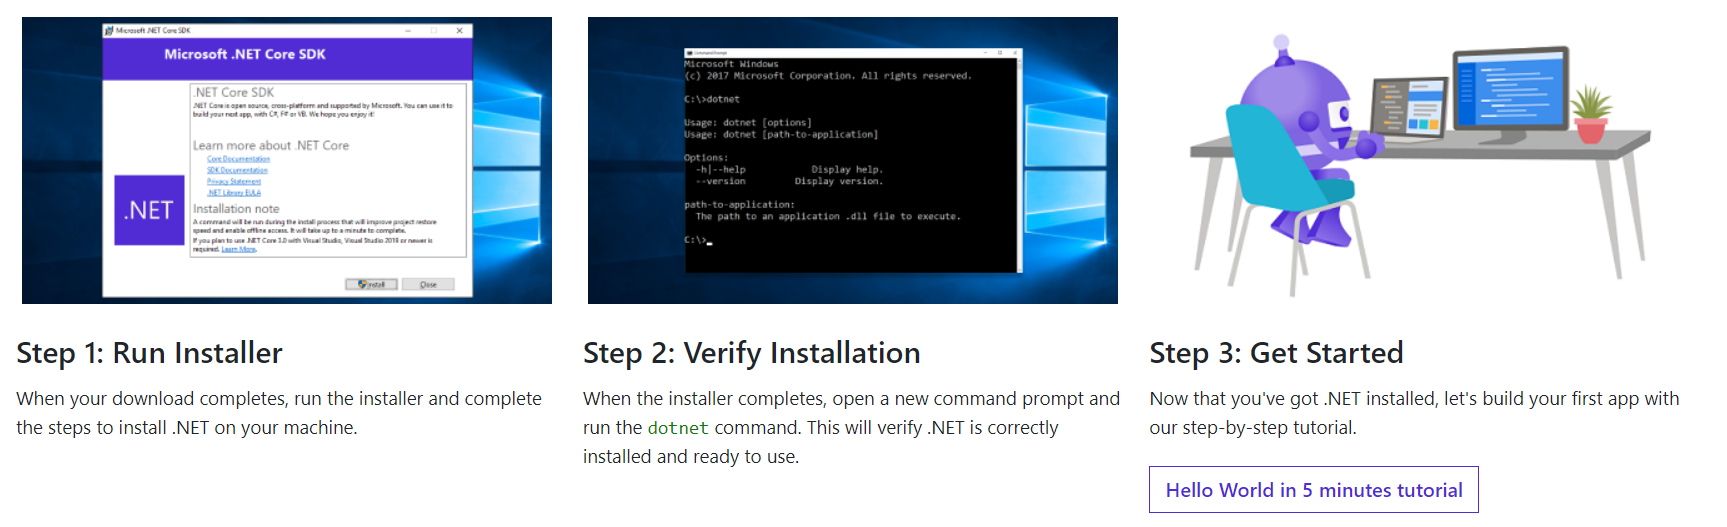 Microsoft .NET Core SDK
Microsoft .NET Core SDK
.NET Core SDK
.NET Core is open source, cross-platform and supported by Microsoft. You can use it to
build your next app, with C#, F# or VB. We hope you enjoy it!
Learn more about .NET Core
Core Documentation
SDK Documentation
Privacy Statement
.NET Library EULA
.NET
Installation note
A command will be run during the install process that will improve project restore
speed and enable offline access. It will take up to a minute to complete.
If you plan to use .NET Core 3.0 with Visual Studio, Visual Studio 2019 or newer is
required. Learn More.
Install
Close
Command Prompt
Microsoft Windows
(c) 2017 Microsoft Corporation. All rights reserved.
C:\>dotnet
Usage: dotnet [options]
Usage: dotnet [path-to-application]
Options:
-h|--help Display help.
--version Display version.
path-to-application:
The path to an application .dll file to execute.
C:\>_
Step 1: Run Installer
When your download completes, run the installer and complete
the steps to install .NET on your machine.
Step 2: Verify Installation
When the installer completes, open a new command prompt and
run the dotnet command. This will verify .NET is correctly
installed and ready to use.
Step 3: Get Started
Now that you've got .NET installed, let's build your first app with
our step-by-step tutorial.
Hello World in 5 minutes tutorial